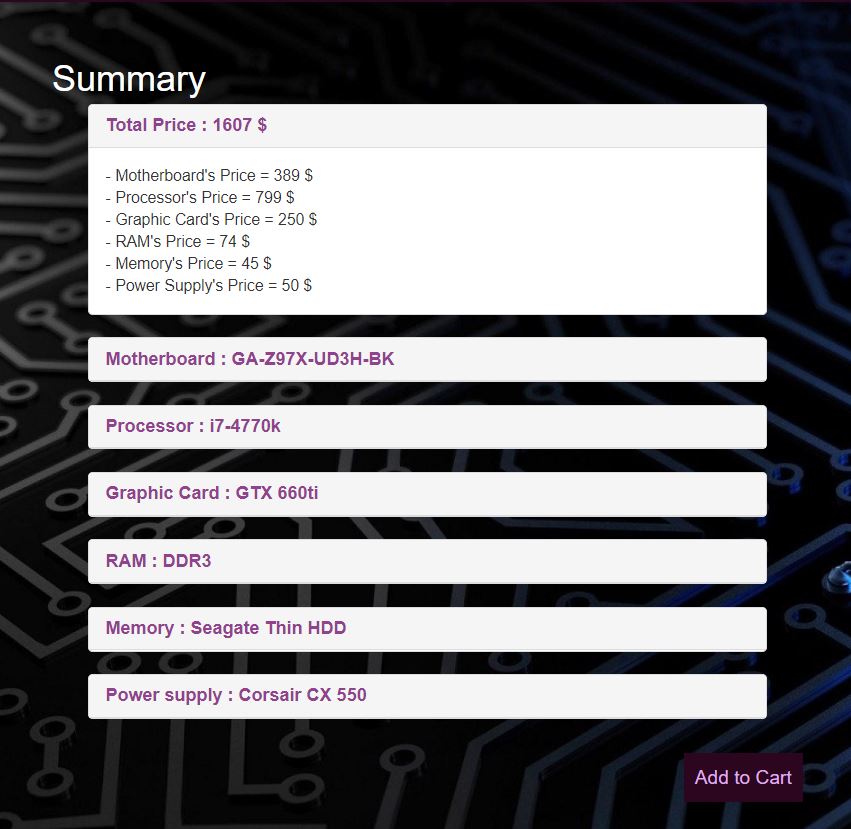 Summary
Total Price : 1607 $
- Motherboard's Price = 389 $
- Processor's Price = 799 $
- Graphic Card's Price = 250 $
- RAM's Price = 74 $
- Memory's Price = 45 $
- Power Supply's Price = 50 $
Motherboard : GA-Z97X-UD3H-BK
Processor : i7-4770k
Graphic Card : GTX 660ti
RAM : DDR3
Memory : Seagate Thin HDD
Power supply : Corsair CX 550
Add to Cart